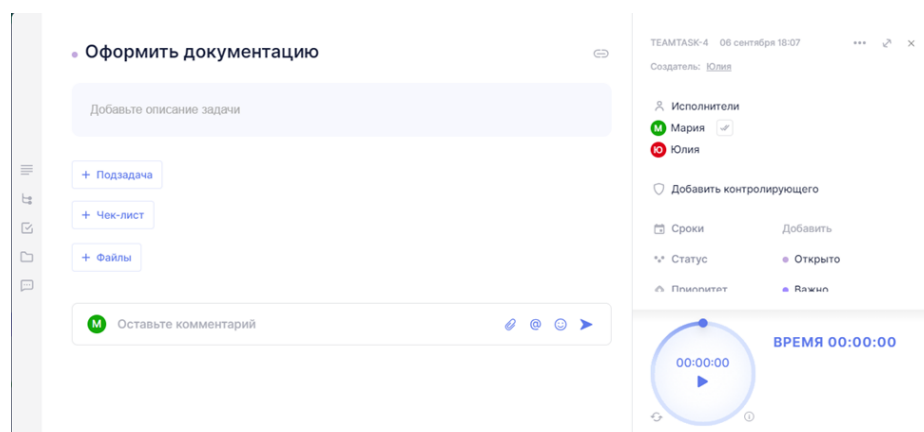 Оформить документацию
Добавьте описание задачи
+ Подзадача
+ Чек-лист
+ Файлы
М Оставьте комментарий
TEAMTASK-4 06 сентября 18:07
Создатель: Юлия
Исполнители
М Мария
Ю Юлия
Добавить контролирующего
Сроки Добавить
Статус Открыто
Приоритет Важно
00:00:00
ВРЕМЯ 00:00:00